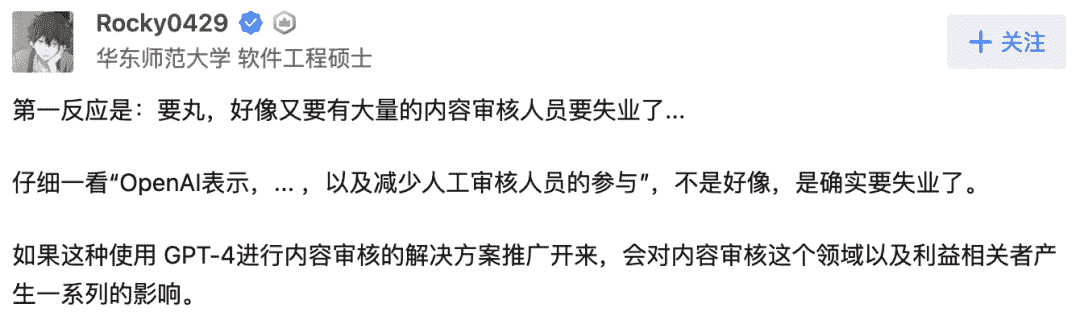 Rocky0429
华东师范大学 软件工程硕士
+ 关注
第一反应是：要丸，好像又要有大量的内容审核人员要失业了...
仔细一看“OpenAI表示，...，以及减少人工审核人员的参与”，不是好像，是确实要失业了。
如果这种使用 GPT-4进行内容审核的解决方案推广开来，会对内容审核这个领域以及利益相关者产
生一系列的影响。